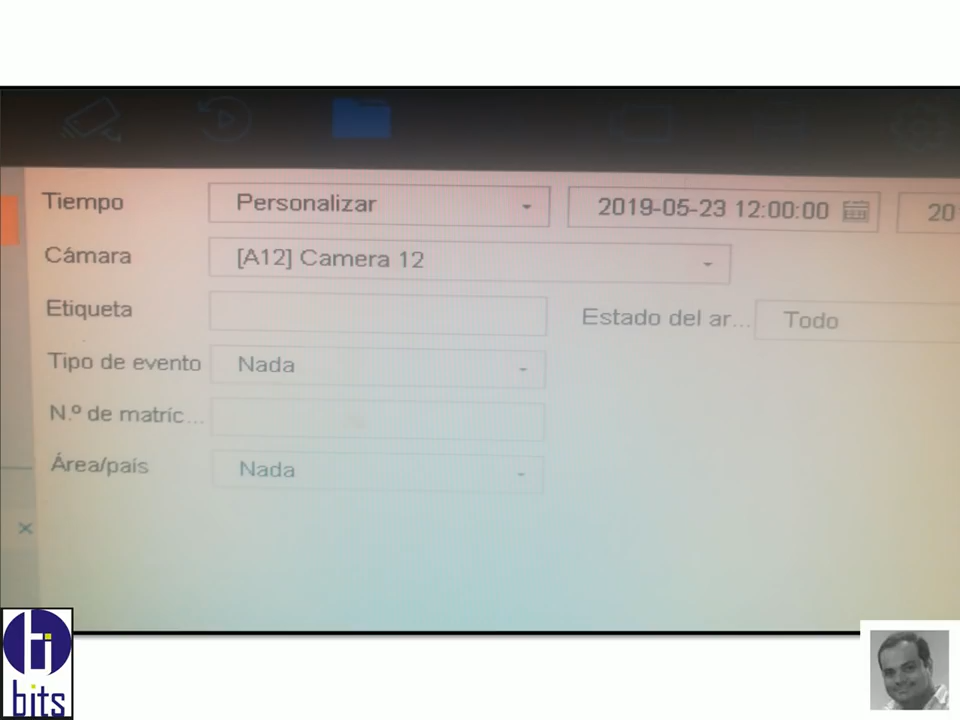 Tiempo Personalizar 2019-05-23 12:00:00 20
Cámara [A12] Camera 12
Etiqueta Estado del ar... Todo
Tipo de evento Nada
N.º de matríc...
Área/país Nada
bits